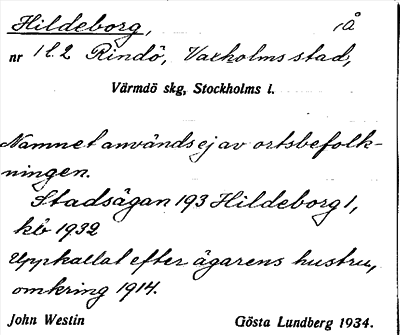 Hildeborg, i Å
nr 1 l. 2 Rindö, Vaxholms stad,
Värmdö skg, Stockholms l.
Namnet användes ej av ortsbefolk-
ningen.
Stadsägan 193 Hildeborg 1,
kb 1932
Uppkallat efter ägarens hustru,
omkring 1914.
John Westin Gösta Lundberg 1934.